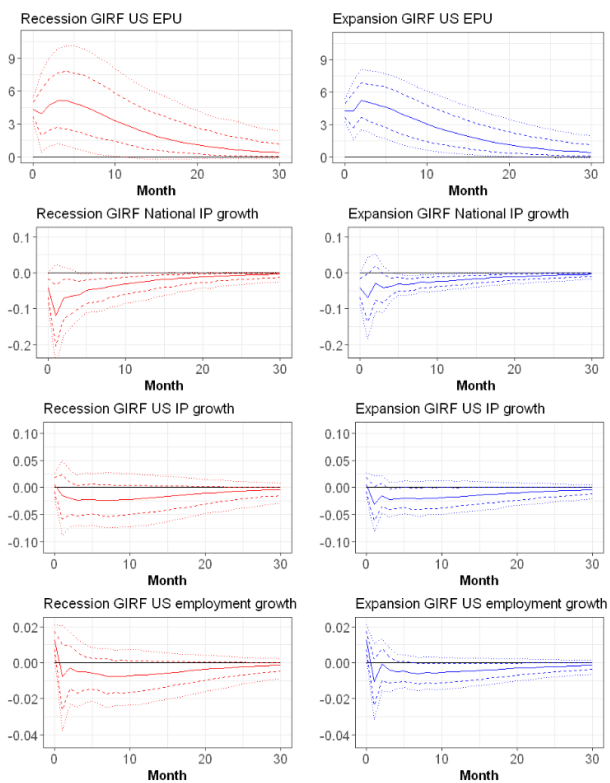 Recession GIRF US EPU
Expansion GIRF US EPU
9
6
3
0
9
6
3
0
0 10 20 30
0 10 20 30
Month
Month
Recession GIRF National IP growth
Expansion GIRF National IP growth
0.1
0.0
-0.1
-0.2
0.1
0.0
-0.1
-0.2
0 10 20 30
0 10 20 30
Month
Month
Recession GIRF US IP growth
Expansion GIRF US IP growth
0.10
0.05
0.00
-0.05
-0.10
0.10
0.05
0.00
-0.05
-0.10
0 10 20 30
0 10 20 30
Month
Month
Recession GIRF US employment growth
Expansion GIRF US employment growth
0.02
0.00
-0.02
-0.04
0.02
0.00
-0.02
-0.04
0 10 20 30
0 10 20 30
Month
Month